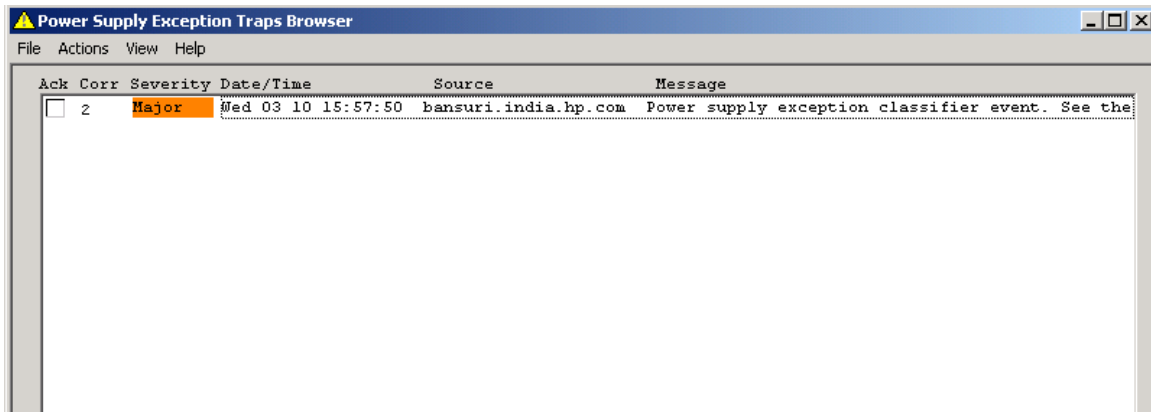 Power Supply Exception Traps Browser
File Actions View Help
Ack Corr Severity Date/Time Source Message
2 Major Wed 03 10 15:57:50 bansuri.india.hp.com Power supply exception classifier event. See the